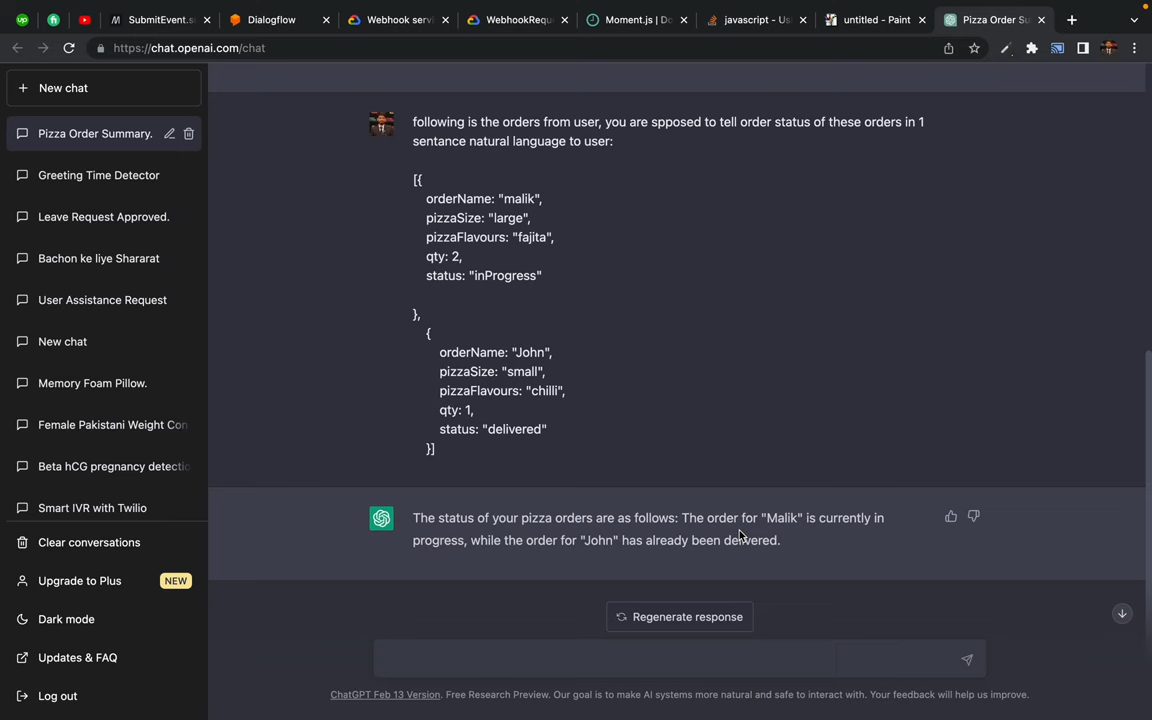 SubmitEvent.su
Dialogflow
Webhook servi
WebhookRequ
Moment.js | Do
javascript - Usi
untitled - Paint
Pizza Order Su
https://chat.openai.com/chat
New chat
Pizza Order Summary.
Greeting Time Detector
Leave Request Approved.
Bachon ke liye Shararat
User Assistance Request
New chat
Memory Foam Pillow.
Female Pakistani Weight Con
Beta hCG pregnancy detectio
Smart IVR with Twilio
Clear conversations
Upgrade to Plus
NEW
Dark mode
Updates & FAQ
Log out
following is the orders from user, you are spposed to tell order status of these orders in 1
sentance natural language to user:
[{
orderName: "malik",
pizzaSize: "large",
pizzaFlavours: "fajita",
qty: 2,
status: "inProgress"
},
{
orderName: "John",
pizzaSize: "small",
pizzaFlavours: "chilli",
qty: 1,
status: "delivered"
}]
The status of your pizza orders are as follows: The order for "Malik" is currently in
progress, while the order for "John" has already been delivered.
Regenerate response
ChatGPT Feb 13 Version. Free Research Preview. Our goal is to make AI systems more natural and safe to interact with. Your feedback will help us improve.